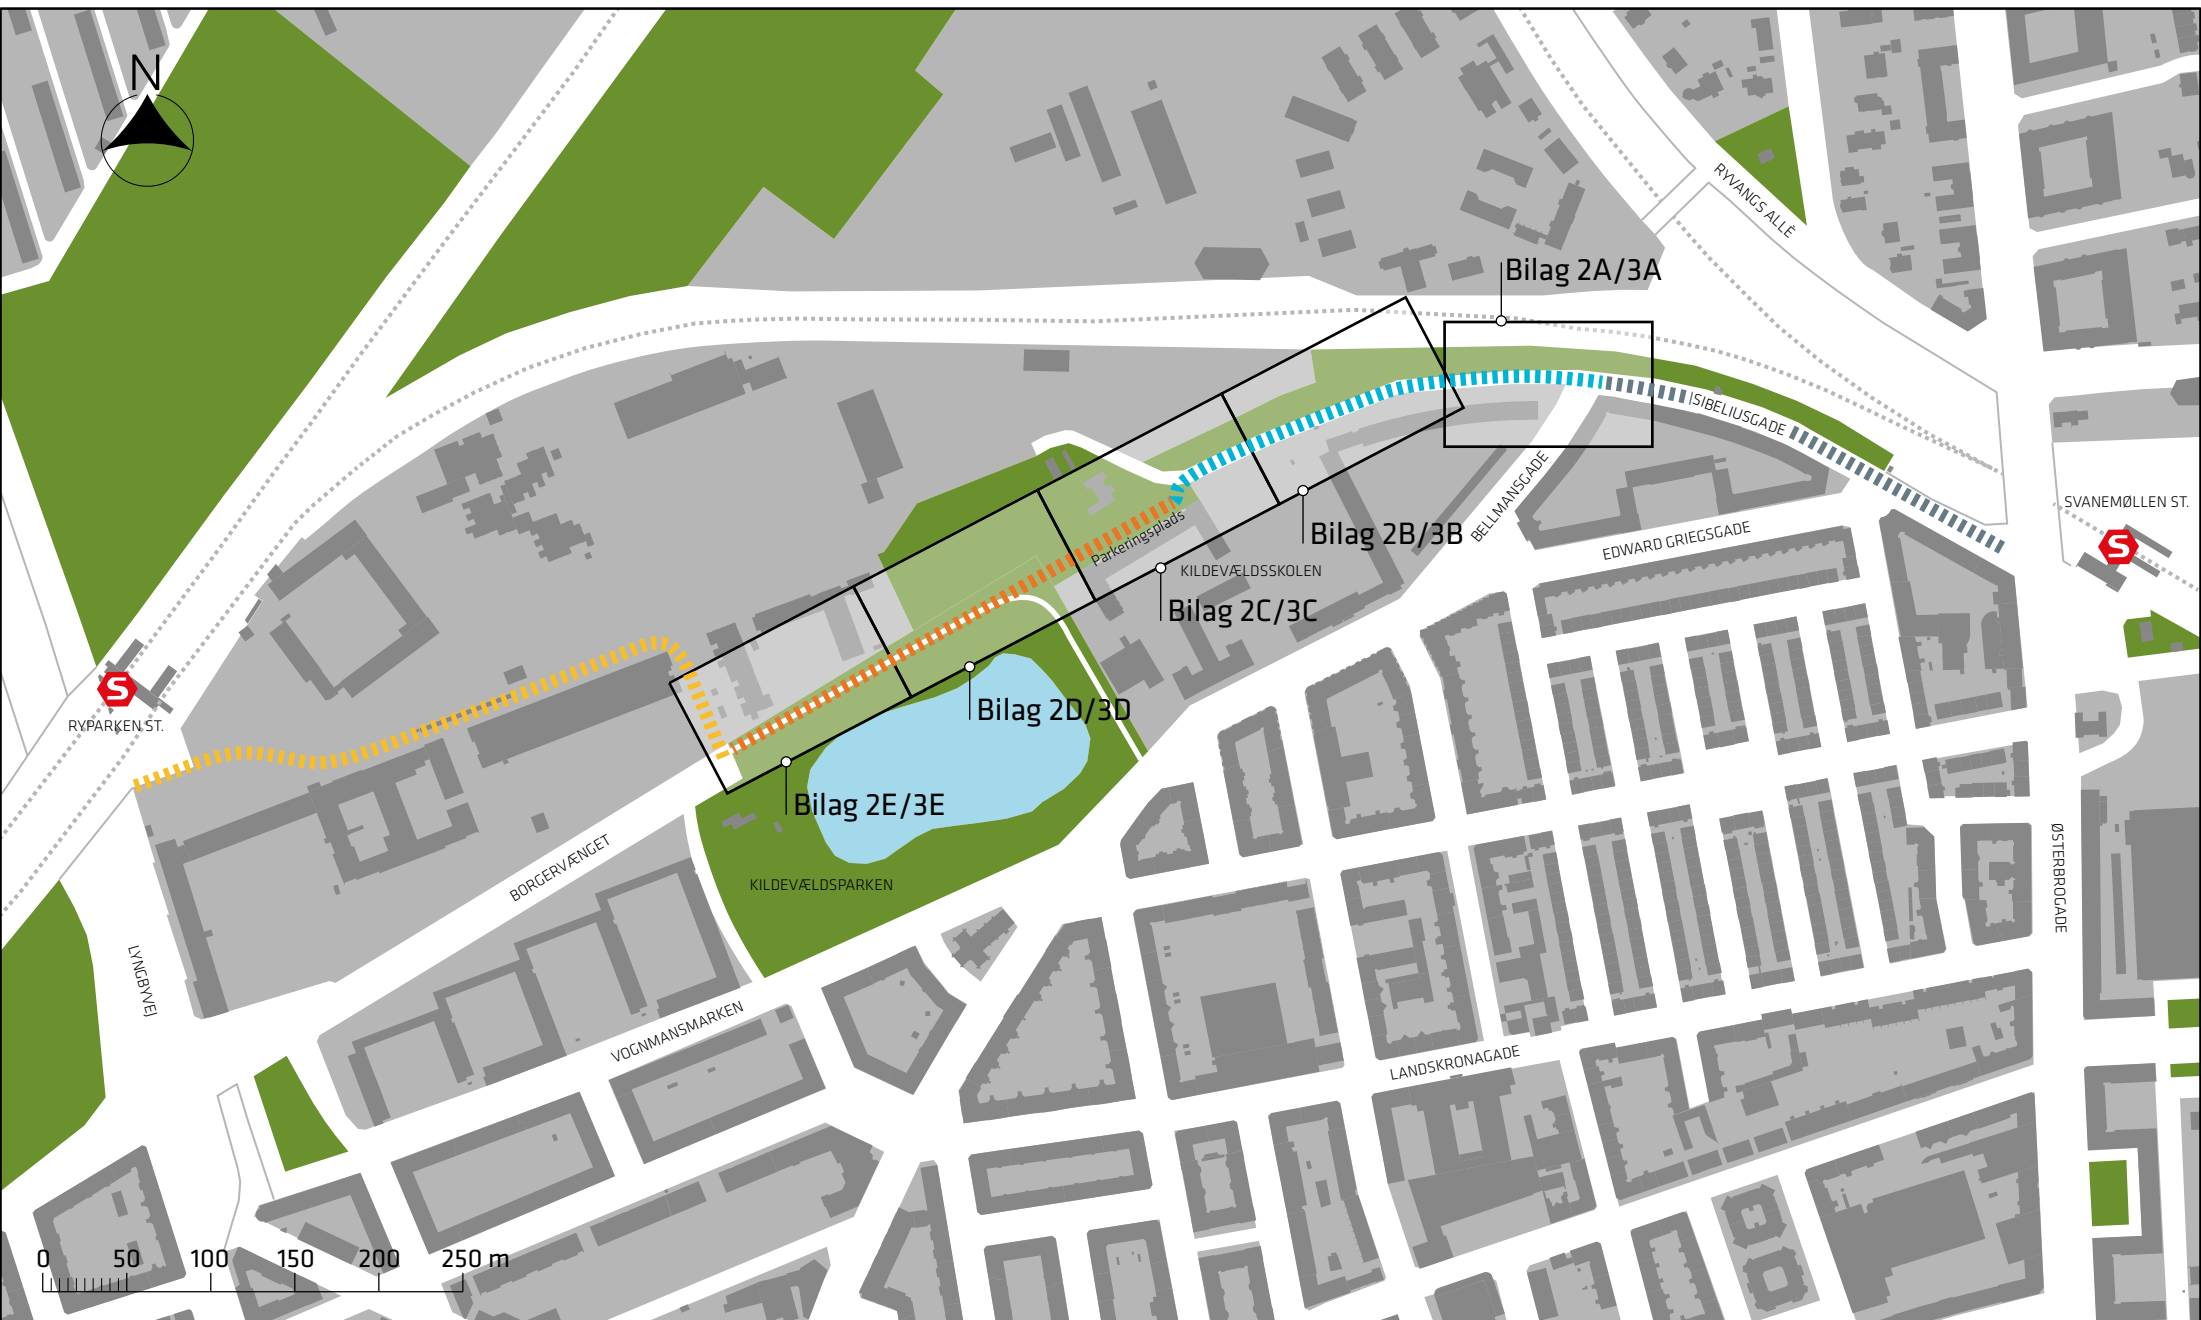 N
RYVANGS ALLÉ
Bilag 2A/3A
SIBELIUSGADE
BELLMANSGADE
SVANEMØLLEN ST.
S
Bilag 2B/3B
Parkeringsplads
EDWARD GRIEGSGADE
KILDEVÆLDSSKOLEN
Bilag 2C/3C
S
RYPARKEN ST.
Bilag 2D/3D
Bilag 2E/3E
BORGERVÆNGET
KILDEVÆLDSPARKEN
ØSTERBROGADE
LYNGBYVEJ
VOGNMANSMARKEN
LANDSKRONAGADE
0 50 100 150 200 250 m